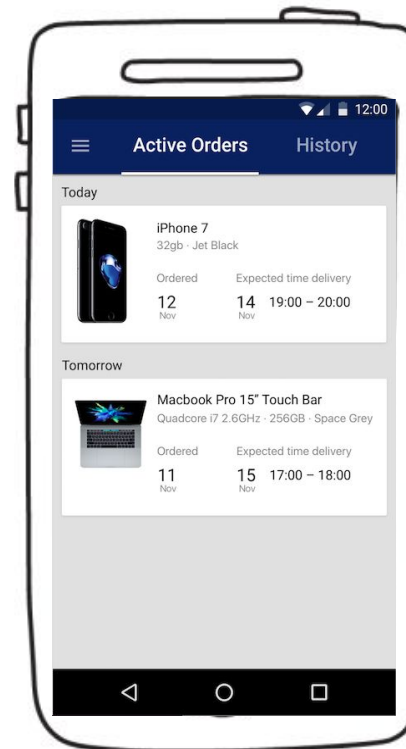 12:00
Active Orders History
Today
iPhone 7
32gb · Jet Black
Ordered Expected time delivery
12 14 19:00 – 20:00
Nov Nov
Tomorrow
Macbook Pro 15” Touch Bar
Quadcore i7 2.6GHz · 256GB · Space Grey
Ordered Expected time delivery
11 15 17:00 – 18:00
Nov Nov